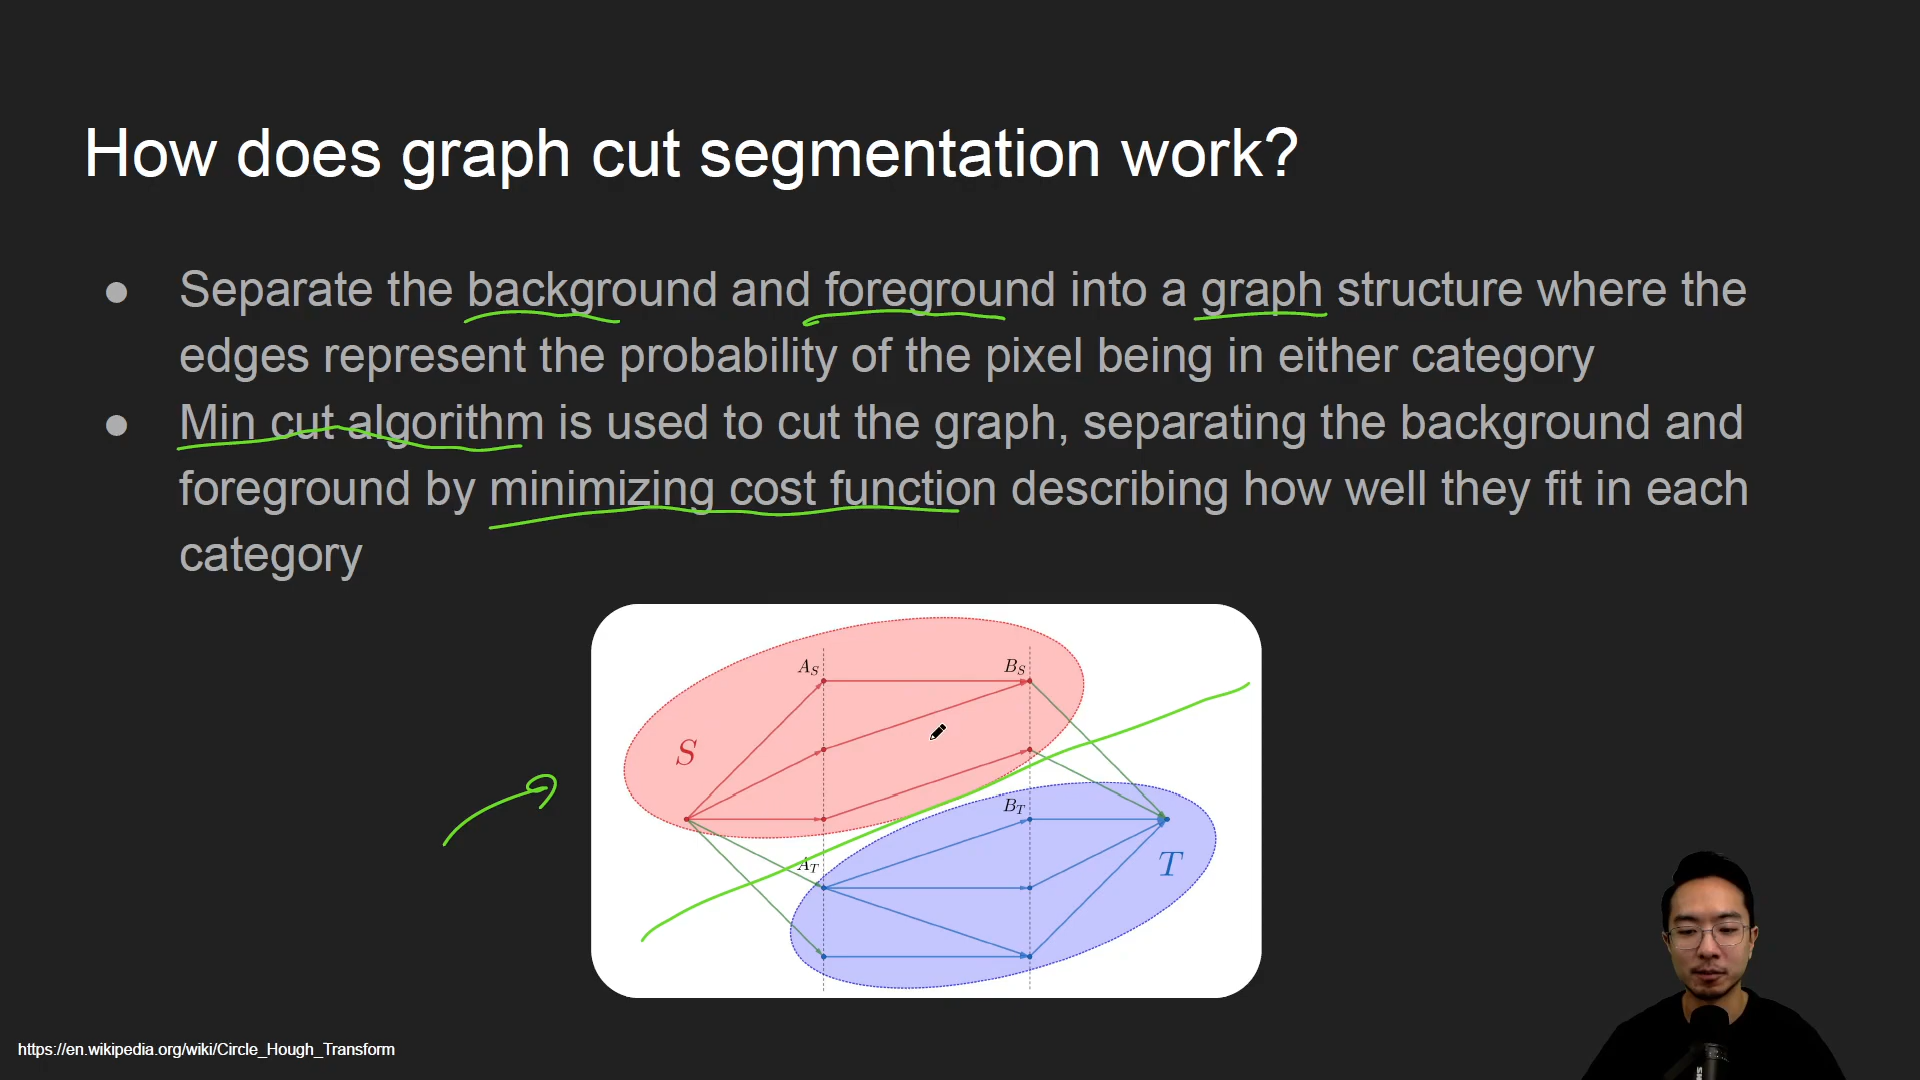 How does graph cut segmentation work?
● Separate the background and foreground into a graph structure where the
edges represent the probability of the pixel being in either category
● Min cut algorithm is used to cut the graph, separating the background and
foreground by minimizing cost function describing how well they fit in each
category
A_S B_S
S
B_T
A_T T
https://en.wikipedia.org/wiki/Circle_Hough_Transform